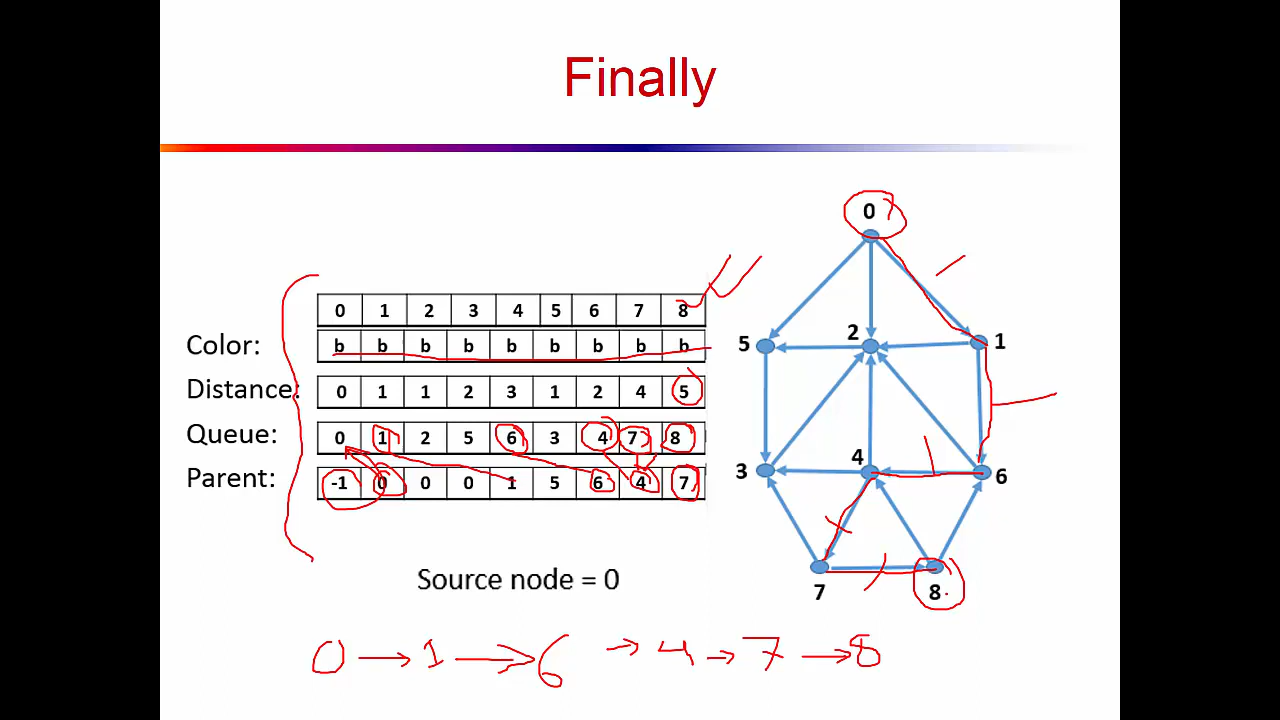 Finally
0 1 2 3 4 5 6 7 8
Color: b b b b b b b b b
Distance: 0 1 1 2 3 1 2 4 5
Queue: 0 1 2 5 6 3 4 7 8
Parent: -1 0 0 0 1 5 6 4 7
Source node = 0
0
5 2 1
3 4 6
7 8
0 → 1 → 6 → 4 → 7 → 8